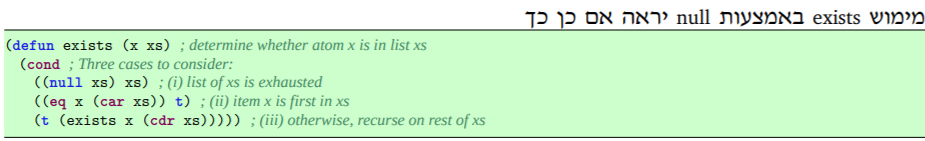 מימוש exists באמצעות null יראה אם כן כך
(defun exists (x xs) ; determine whether atom x is in list xs
(cond ; Three cases to consider:
((null xs) xs) ; (i) list of xs is exhausted
((eq x (car xs)) t) ; (ii) item x is first in xs
(t (exists x (cdr xs))))) ; (iii) otherwise, recurse on rest of xs